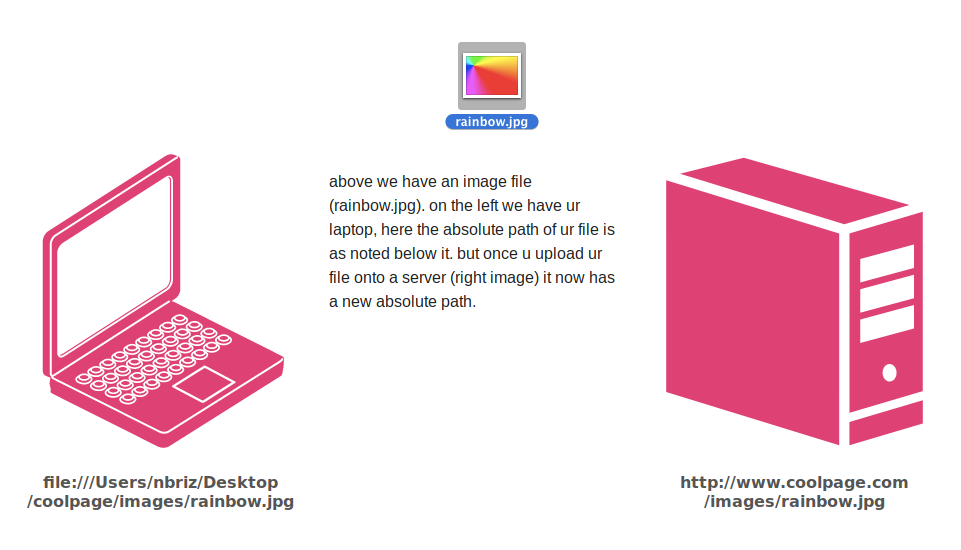 rainbow.jpg
above we have an image file
(rainbow.jpg). on the left we have ur
laptop, here the absolute path of ur file is
as noted below it. but once u upload ur
file onto a server (right image) it now has
a new absolute path.
file:///Users/nbriz/Desktop
/coolpage/images/rainbow.jpg
http://www.coolpage.com
/images/rainbow.jpg